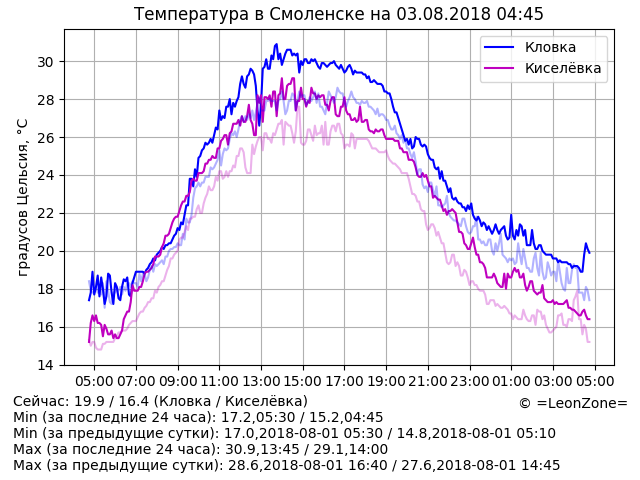 Температура в Смоленске на 03.08.2018 04:45
Кловка
Киселёвка
градусов Цельсия, °C
30
28
26
24
22
20
18
16
14
05:00 07:00 09:00 11:00 13:00 15:00 17:00 19:00 21:00 23:00 01:00 03:00 05:00
Сейчас: 19.9 / 16.4 (Кловка / Киселёвка)
© =LeonZone=
Min (за последние 24 часа): 17.2,05:30 / 15.2,04:45
Min (за предыдущие сутки): 17.0,2018-08-01 05:30 / 14.8,2018-08-01 05:10
Max (за последние 24 часа): 30.9,13:45 / 29.1,14:00
Max (за предыдущие сутки): 28.6,2018-08-01 16:40 / 27.6,2018-08-01 14:45